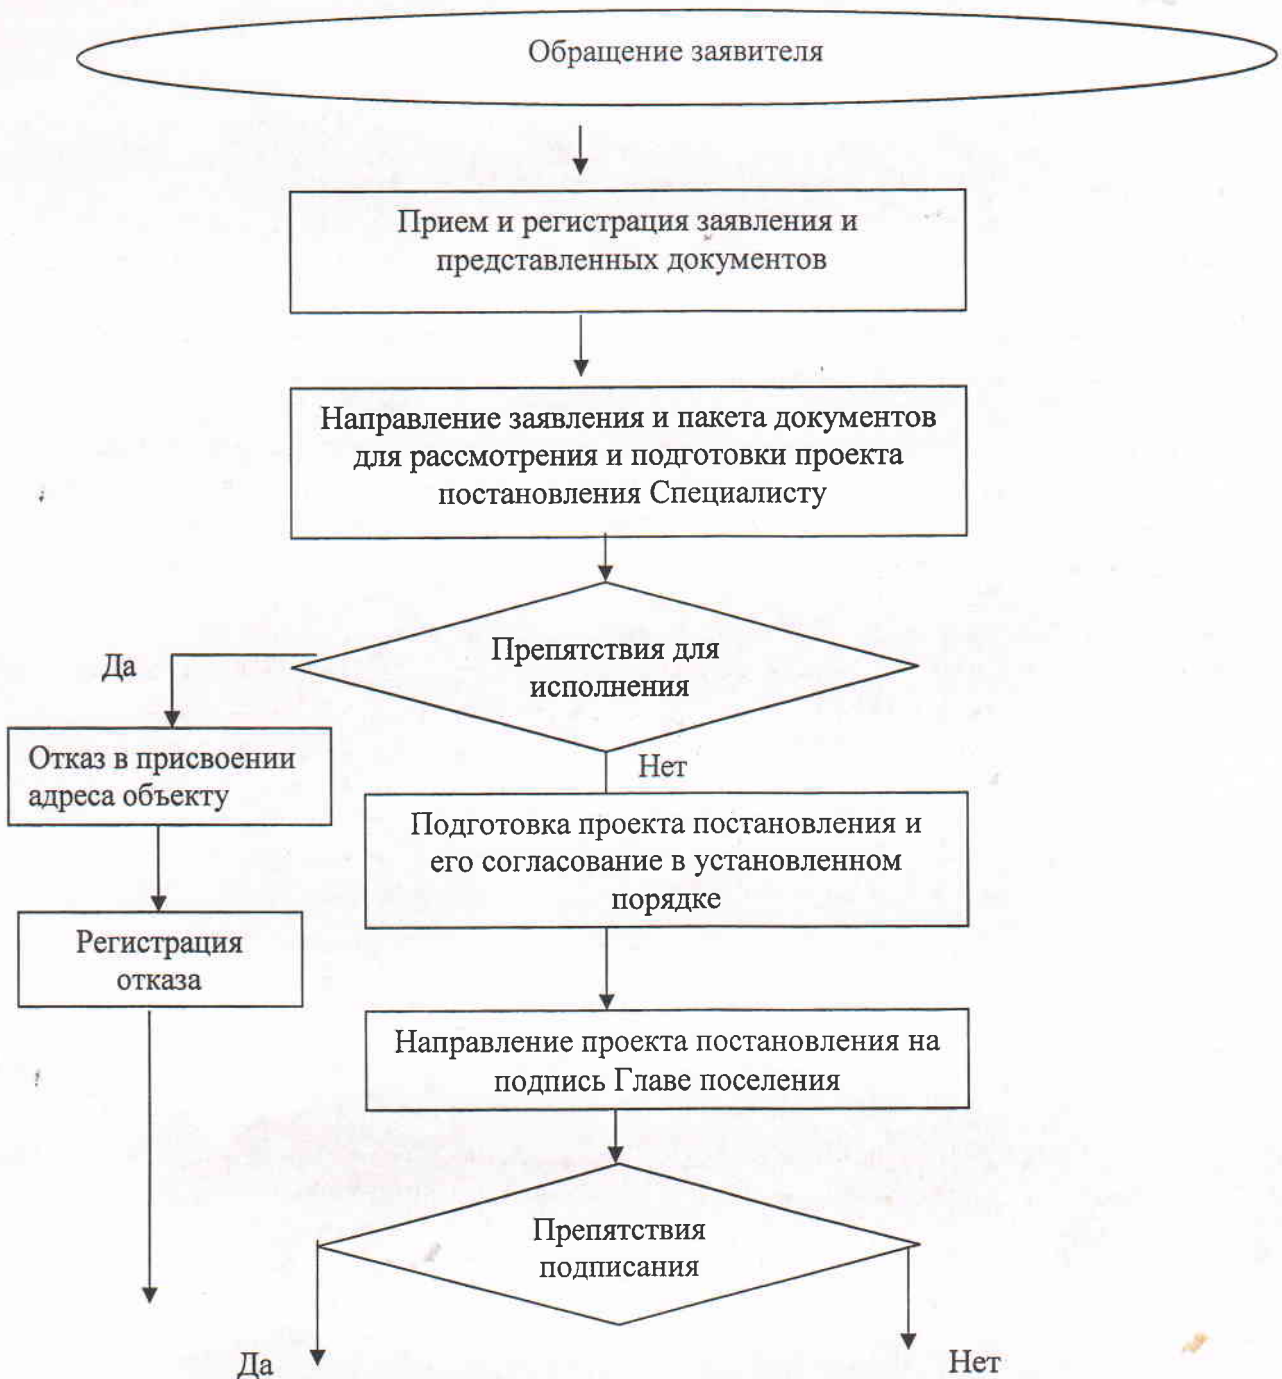 Обращение заявителя
Прием и регистрация заявления и
представленных документов
Направление заявления и пакета документов
для рассмотрения и подготовки проекта
постановления Специалисту
Препятствия для
исполнения
Да
Нет
Отказ в присвоении
адреса объекту
Подготовка проекта постановления и
его согласование в установленном
порядке
Регистрация
отказа
Направление проекта постановления на
подпись Главе поселения
Препятствия
подписания
Да
Нет